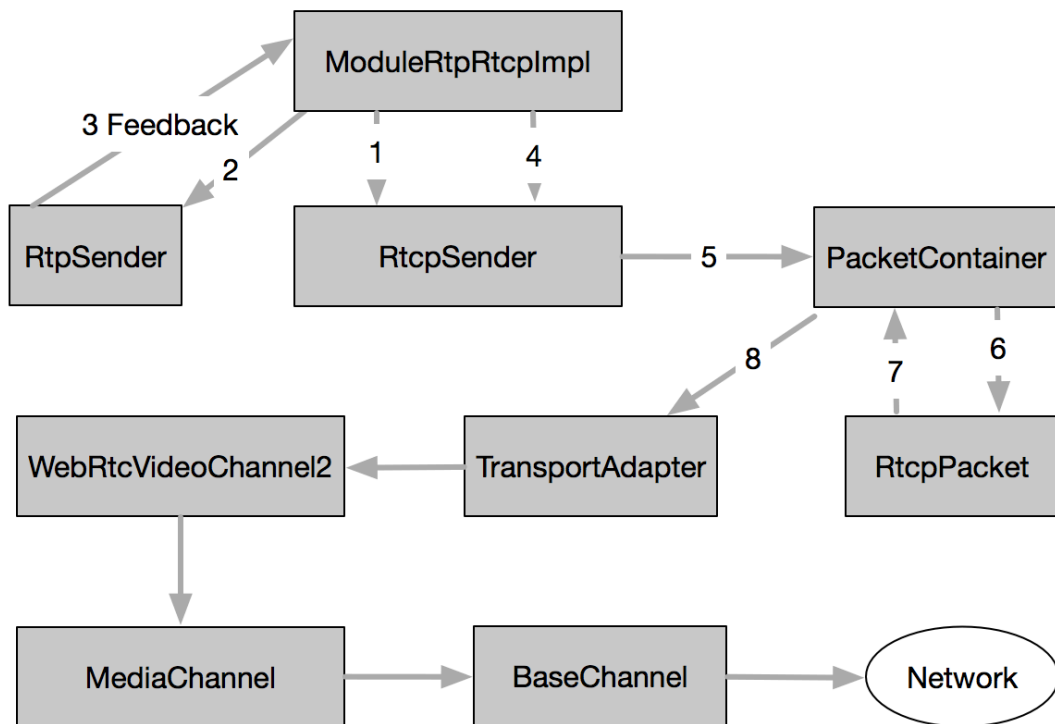 ModuleRtpRtcpImpl
3 Feedback
2
1
4
RtpSender
RtcpSender
5
PacketContainer
8
7
6
WebRtcVideoChannel2
TransportAdapter
RtcpPacket
MediaChannel
BaseChannel
Network